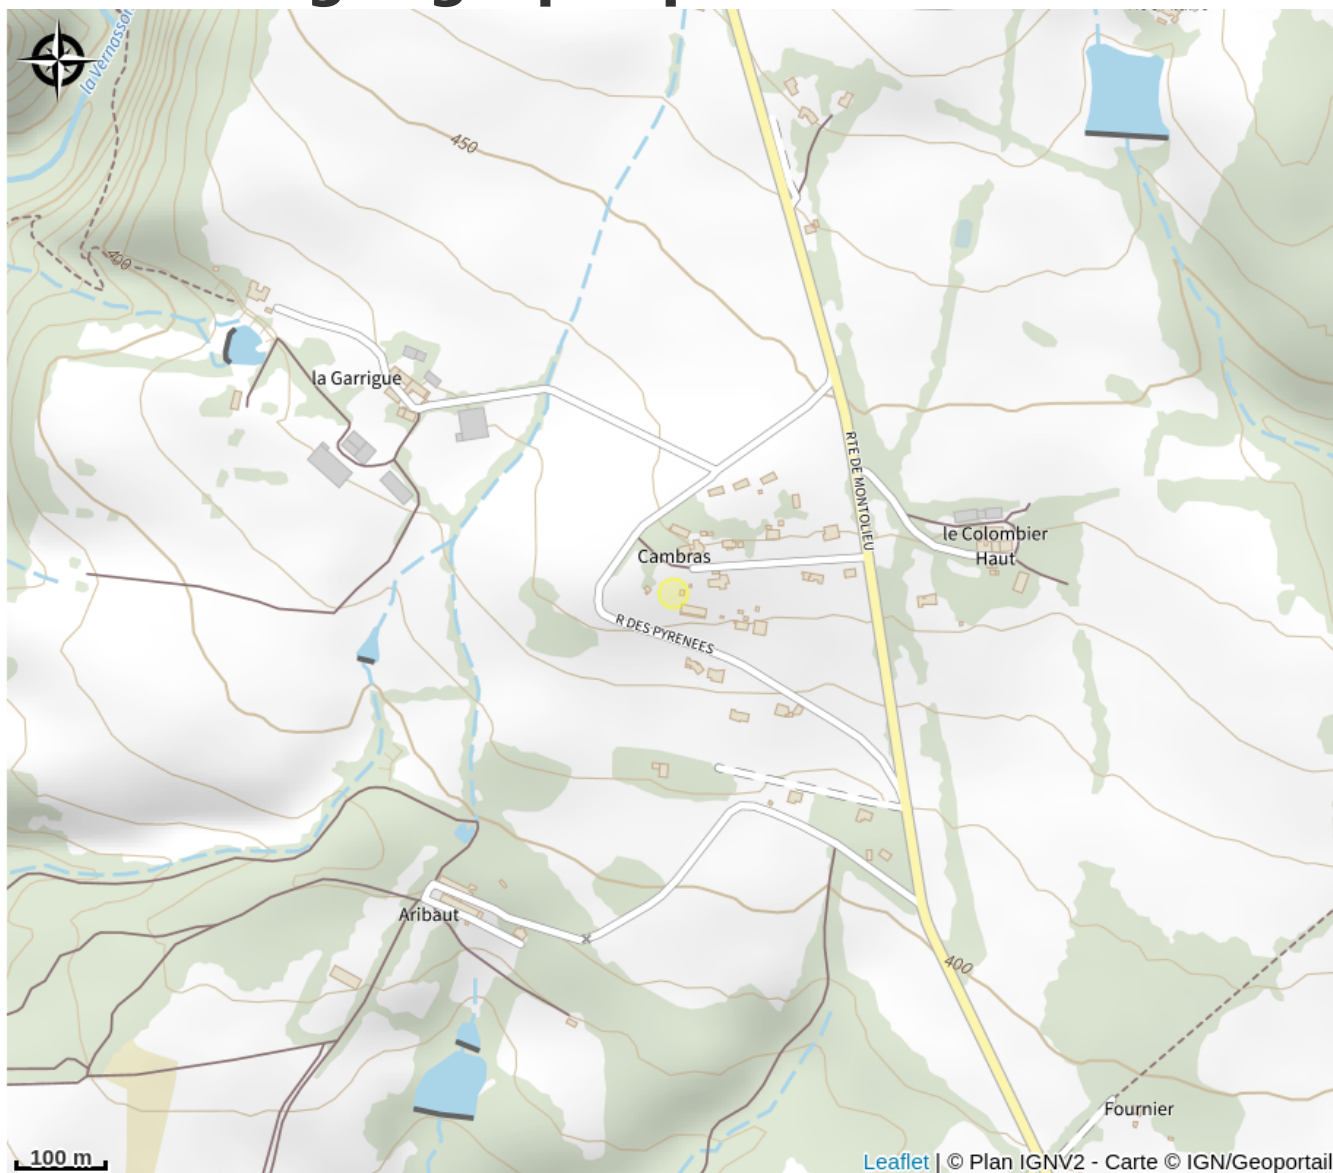 la Vernasson
450
400
la Garrigue
RTE DE MONTOLIEU
le Colombier
Haut
Cambras
R DES PYRENEES
Aribaut
400
Fournier
100 m
Leaflet | © Plan IGNV2 - Carte © IGN/Geoportail